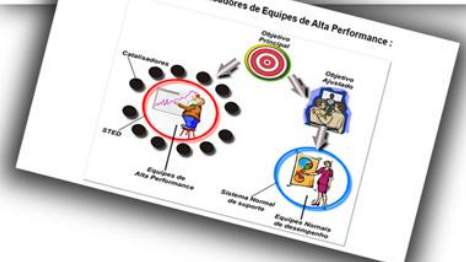 de Equipes de Alta Performance :
Objetivo
Principal
Catalisadores
Objetivo
Ajustado
STED
Equipes de
Alta Performance
Sistema Normal
de suporte
Equipes Normais
de desempenho